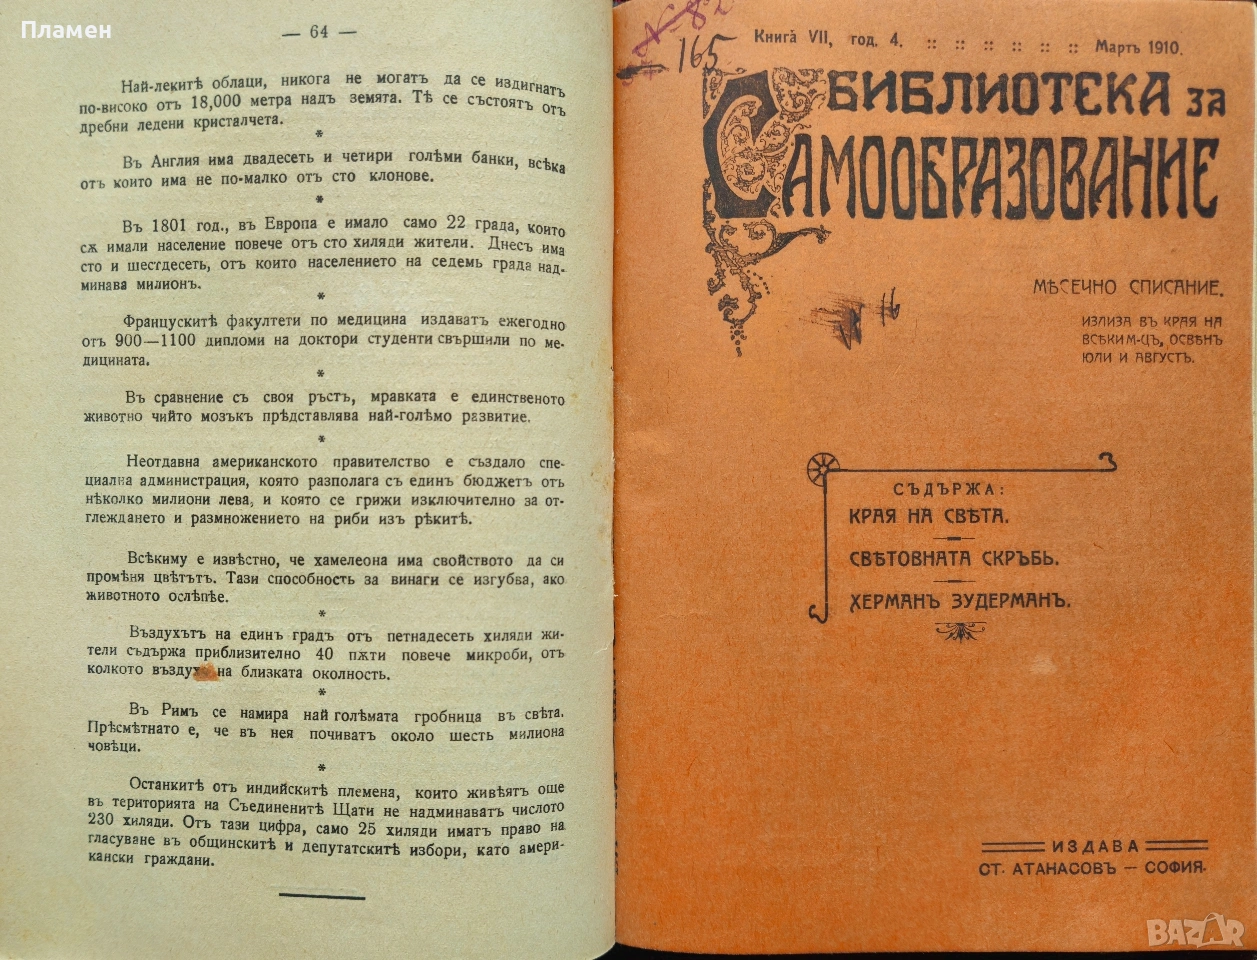 Пламен
— 64 —
Най-лекитѣ облаци, никога не могатъ да се издигнатъ
по-високо отъ 18,000 метра надъ земята. Тѣ се състоятъ отъ
дребни ледени кристалчета.
*
Въ Англия има двадесеть и четири голѣми банки, всѣка
отъ които има не по-малко отъ сто клонове.
*
Въ 1801 год., въ Европа е имало само 22 града, които
сѫ имали население повече отъ сто хиляди жители. Днесъ има
сто и шестдесеть, отъ които населението на седемь града над-
минава милионъ.
*
Француските факултети по медицина издаватъ ежегодно
отъ 900—1100 дипломи на доктори студенти свършили по ме-
дицината.
*
Въ сравнение съ своя ръстъ, мравката е единственото
животно чийто мозъкъ прѣдставлява най-голѣмо развитие.
*
Неотдавна американското правителство е създало спе-
циална администрация, която разполага съ единъ бюджетъ отъ
нѣколко милиони лева, и която се грижи изключително за от-
глеждането и размножението на риби изъ рѣкитѣ.
Всѣкиму е извѣстно, че хамелеона има свойството да си
промѣня цвѣтътъ. Тази способность за винаги се изгубва, ако
животното ослѣпѣе.
*
Въздухътъ на единъ градъ отъ петнадесеть хиляди жи-
тели съдържа приблизително 40 пѫти повече микроби, отъ
колкото въздухъ на близката околность.
*
Въ Римъ се намира най голѣмата гробница въ свѣта.
Прѣсмѣтнато е, че въ нея почиватъ около шесть милиона
човѣци.
*
Останкитѣ отъ индийскитѣ племена, които живѣятъ още
въ територията на Съединенитѣ Щати не надминаватъ числото
230 хиляди. Отъ тази цифра, само 25 хиляди иматъ право на
гласуване въ общинскитѣ и депутатскитѣ избори, като амери-
кански граждани.
165
Книга VII, год. 4. :: :: :: :: :: :: Мартъ 1910.
БИБЛИОТЕКА за
САМООБРАЗОВАНИЕ
16
МѢСЕЧНО СПИСАНИЕ.
ИЗЛИЗА ВЪ КРАЯ НА
ВСѢКИ М-ЦЪ, ОСВѢНЪ
ЮЛИ И АВГУСТЪ.
СЪДЪРЖА:
КРАЯ НА СВѢТА.
СВѢТОВНАТА СКРЪБЬ.
ХЕРМАНЪ ЗУДЕРМАНЪ.
ИЗДАВА
СТ. АТАНАСОВЪ — СОФИЯ.
BAZAR